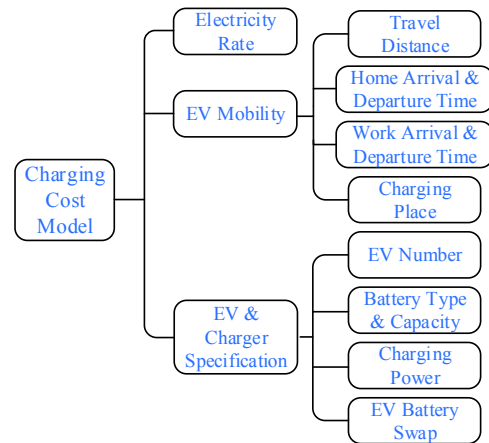 Charging
Cost
Model
Electricity
Rate
EV Mobility
EV &
Charger
Specification
Travel
Distance
Home Arrival &
Departure Time
Work Arrival &
Departure Time
Charging
Place
EV Number
Battery Type
& Capacity
Charging
Power
EV Battery
Swap